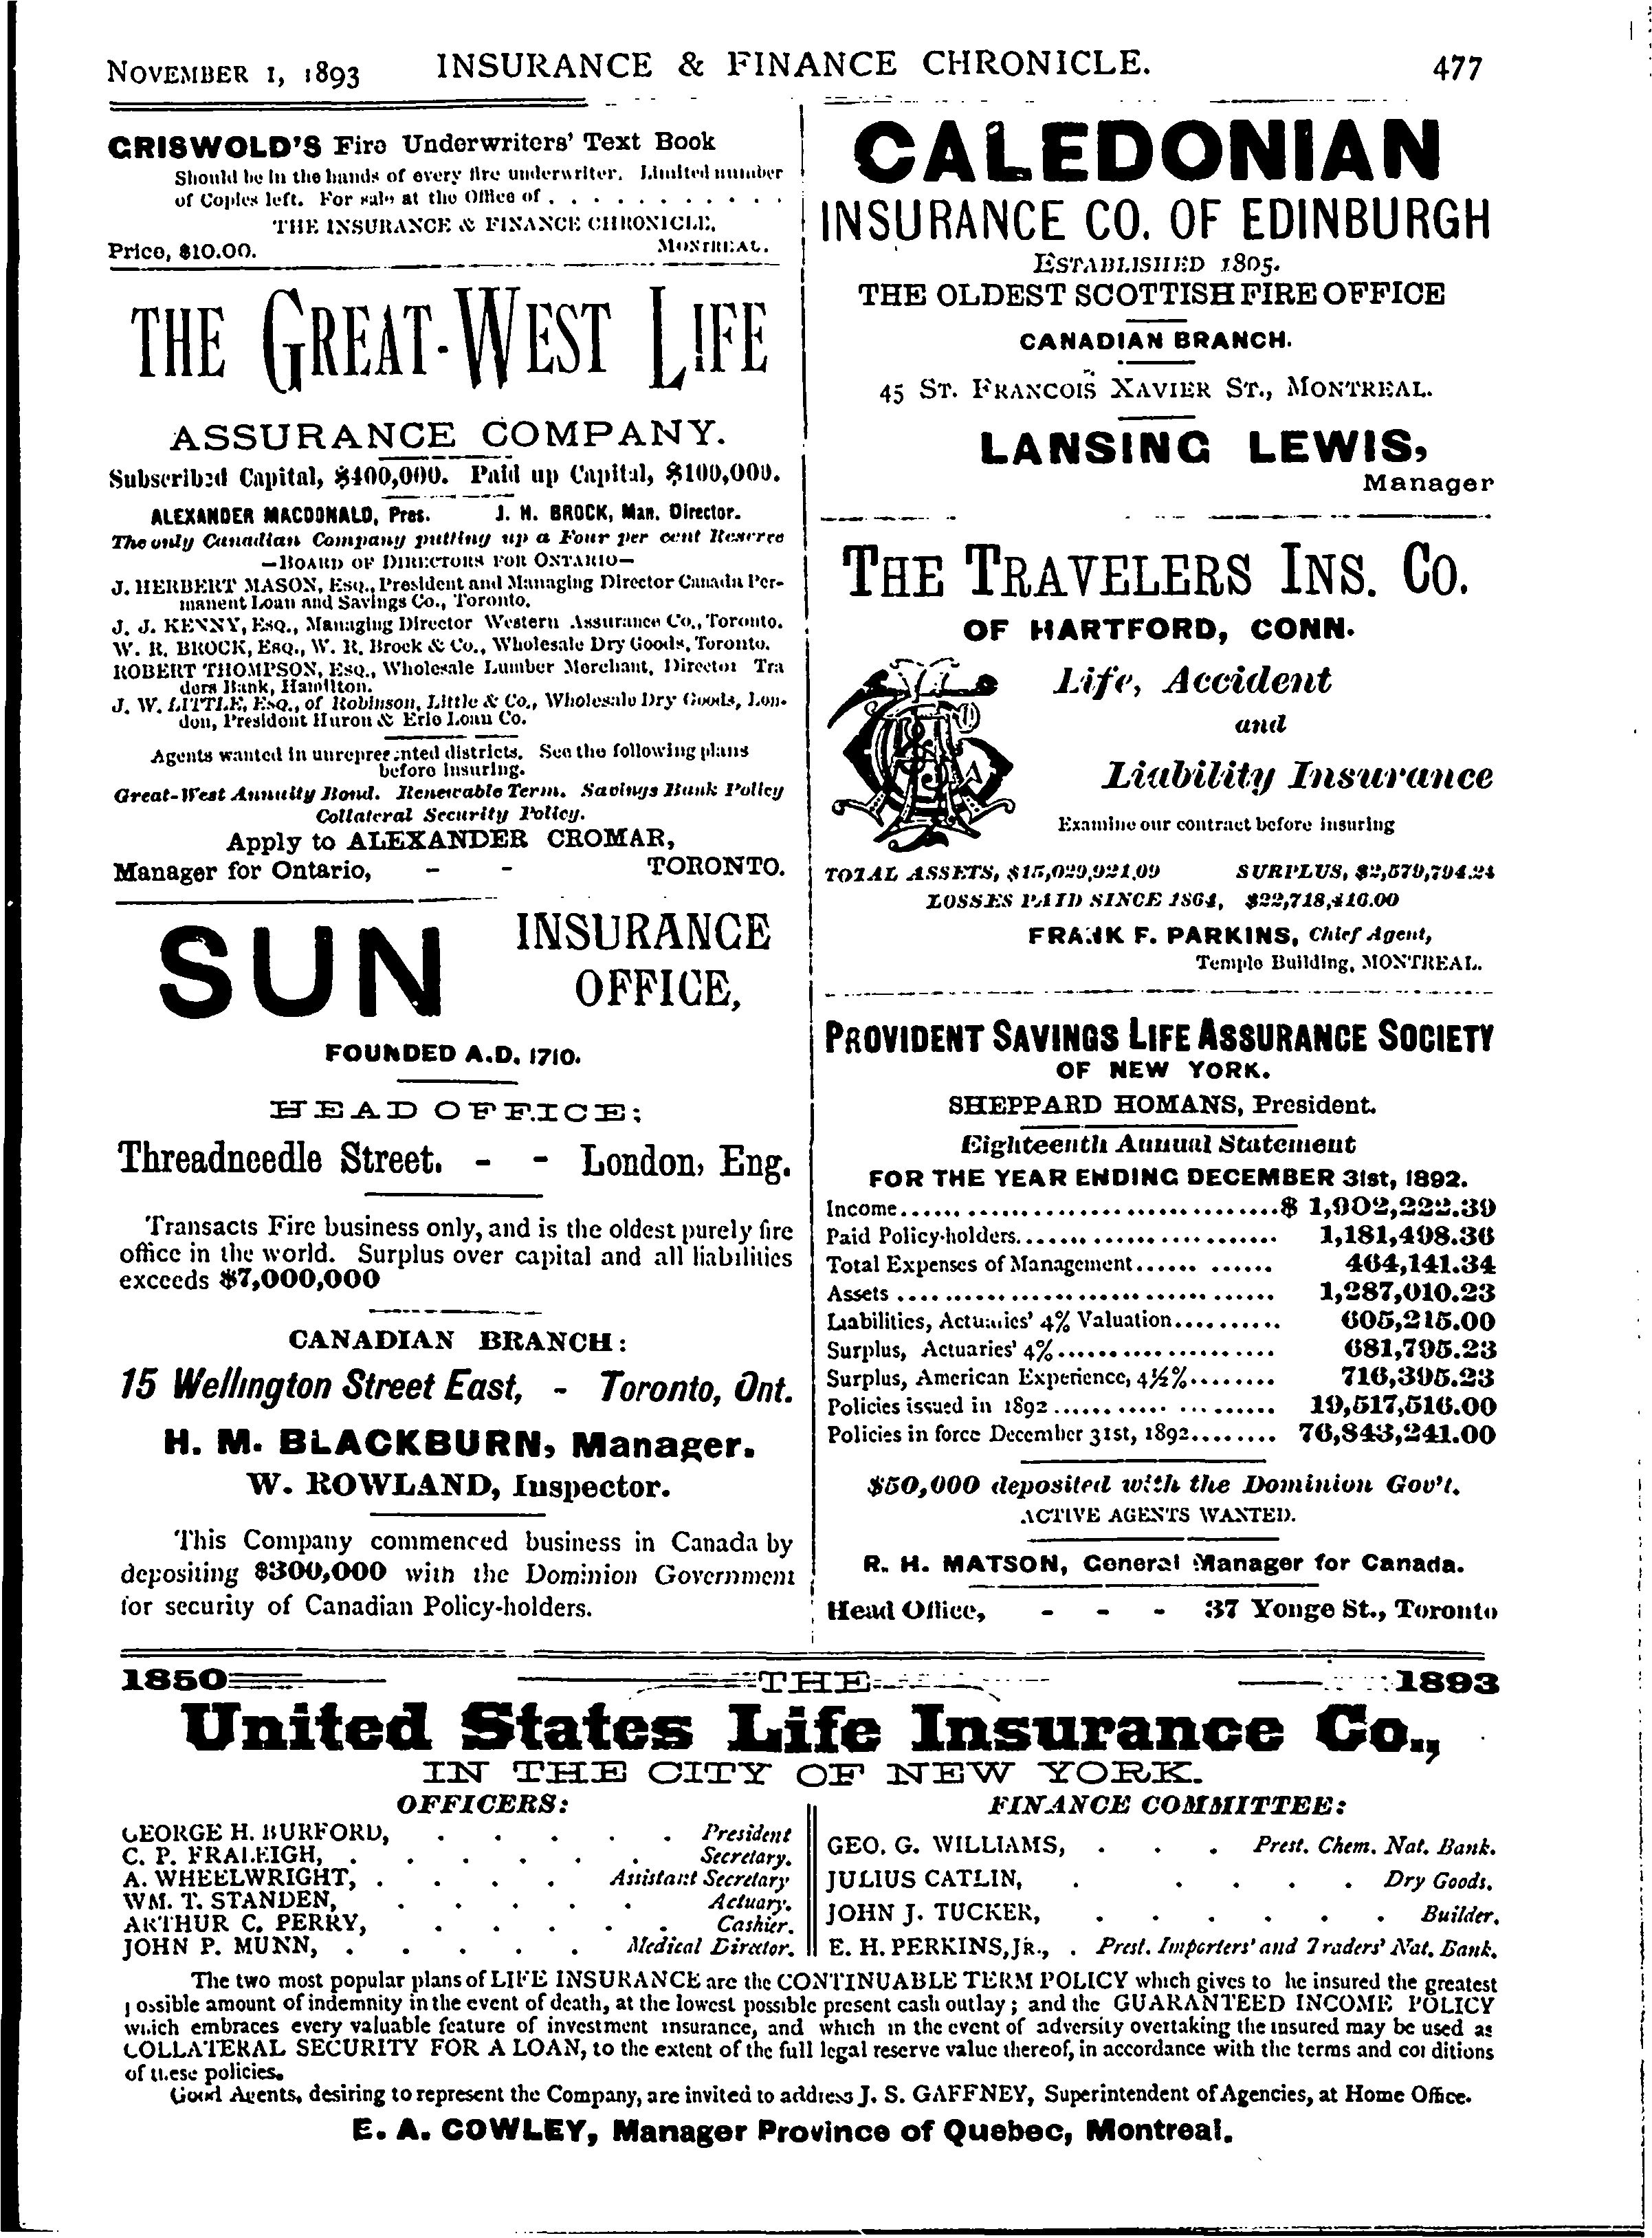 NOVEMBER 1, 1893 INSURANCE & FINANCE CHRONICLE. 477
GRISWOLD'S Fire Underwriters' Text Book
Should be in the hands of every fire underwriter. Limited number
of Copies left. For sale at the Office of . . . . . . . . . . .
THE INSURANCE & FINANCE CHRONICLE,
Price, $10.00. MONTREAL.
THE GREAT-WEST LIFE
ASSURANCE COMPANY.
Subscribed Capital, $400,000. Paid up Capital, $100,000.
ALEXANDER MACDONALD, Pres. J. H. BROCK, Man. Director.
The only Canadian Company putting up a Four per cent Reserve
—BOARD OF DIRECTORS FOR ONTARIO—
J. HERBERT MASON, Esq., President and Managing Director Canada Per-
manent Loan and Savings Co., Toronto.
J. J. KENNY, Esq., Managing Director Western Assurance Co., Toronto.
W. R. BROCK, Esq., W. R. Brock & Co., Wholesale Dry Goods, Toronto.
ROBERT THOMPSON, Esq., Wholesale Lumber Merchant, Director Tra
ders Bank, Hamilton.
J. W. LITTLE, Esq., of Robinson, Little & Co., Wholesale Dry Goods, Lon-
don, President Huron & Erie Loan Co.
Agents wanted in unrepresented districts. See the following plans
before insuring.
Great-West Annuity Bond. Renewable Term. Savings Bank Policy
Collateral Security Policy.
Apply to ALEXANDER CROMAR,
Manager for Ontario, - - TORONTO.
SUN INSURANCE
OFFICE,
FOUNDED A.D. 1710.
HEAD OFFICE:
Threadneedle Street. - - London, Eng.
Transacts Fire business only, and is the oldest purely fire
office in the world. Surplus over capital and all liabilities
exceeds $7,000,000
CANADIAN BRANCH:
15 Wellington Street East, - Toronto, Ont.
H. M. BLACKBURN, Manager.
W. ROWLAND, Inspector.
This Company commenced business in Canada by
depositing $300,000 with the Dominion Government
for security of Canadian Policy-holders.
CALEDONIAN
INSURANCE CO. OF EDINBURGH
ESTABLISHED 1805.
THE OLDEST SCOTTISH FIRE OFFICE
CANADIAN BRANCH.
45 ST. FRANCOIS XAVIER ST., MONTREAL.
LANSING LEWIS,
Manager
THE TRAVELERS INS. CO.
OF HARTFORD, CONN.
Life, Accident
and
Liability Insurance
Examine our contract before insuring
TOTAL ASSETS, $15,029,921.09 SURPLUS, $2,579,794.24
LOSSES PAID SINCE 1864, $22,718,416.00
FRANK F. PARKINS, Chief Agent,
Temple Building, MONTREAL.
PROVIDENT SAVINGS LIFE ASSURANCE SOCIETY
OF NEW YORK.
SHEPPARD HOMANS, President.
Eighteenth Annual Statement
FOR THE YEAR ENDING DECEMBER 31st, 1892.
Income........................................$ 1,902,222.39
Paid Policy-holders........................ 1,181,498.36
Total Expenses of Management............ 464,141.34
Assets .................................... 1,287,010.23
Liabilities, Actuaries' 4% Valuation.......... 605,215.00
Surplus, Actuaries' 4%..................... 681,795.23
Surplus, American Experience, 4½%........ 716,395.23
Policies issued in 1892 .................... 19,517,516.00
Policies in force December 31st, 1892........ 76,843,241.00
$50,000 deposited with the Dominion Gov't.
ACTIVE AGENTS WANTED.
R. H. MATSON, General Manager for Canada.
Head Office, - - - 37 Yonge St., Toronto
1850 THE 1893
United States Life Insurance Co.,
IN THE CITY OF NEW YORK.
OFFICERS:
GEORGE H. BURFORD, . . . . . President
C. P. FRALEIGH, . . . . . . Secretary.
A. WHEELWRIGHT, . . . . Assistant Secretary
WM. T. STANDEN, . . . . . Actuary.
ARTHUR C. PERRY, . . . . . Cashier.
JOHN P. MUNN, . . . . . Medical Director.
FINANCE COMMITTEE:
GEO. G. WILLIAMS, . . . Prest. Chem. Nat. Bank.
JULIUS CATLIN, . . . . . Dry Goods.
JOHN J. TUCKER, . . . . . . Builder.
E. H. PERKINS, JR., . Prest. Importers' and Traders' Nat. Bank.
The two most popular plans of LIFE INSURANCE are the CONTINUABLE TERM POLICY which gives to he insured the greatest
possible amount of indemnity in the event of death, at the lowest possible present cash outlay; and the GUARANTEED INCOME POLICY
which embraces every valuable feature of investment insurance, and which in the event of adversity overtaking the insured may be used as
COLLATERAL SECURITY FOR A LOAN, to the extent of the full legal reserve value thereof, in accordance with the terms and conditions
of these policies.
Good Agents, desiring to represent the Company, are invited to address J. S. GAFFNEY, Superintendent of Agencies, at Home Office.
E. A. COWLEY, Manager Province of Quebec, Montreal.